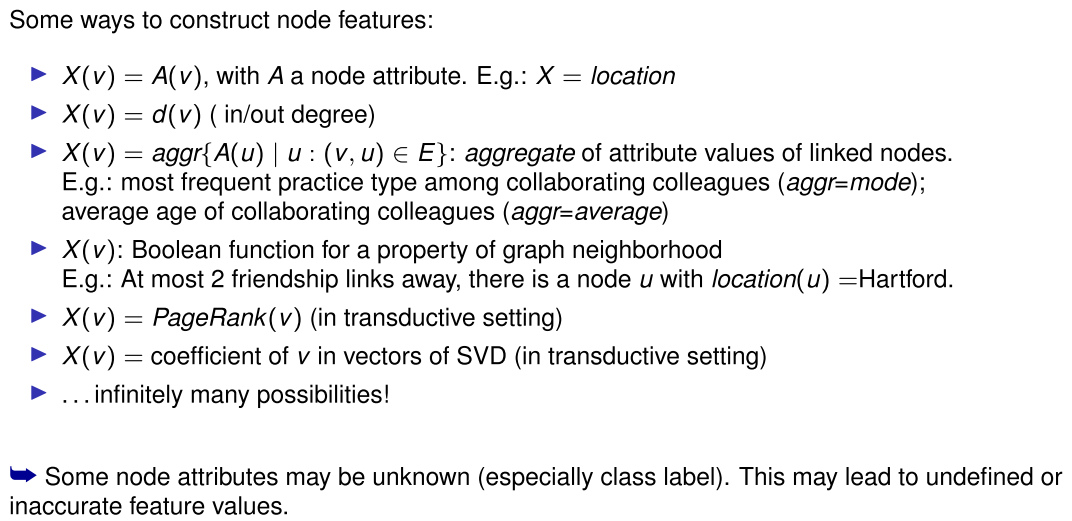 Some ways to construct node features:
▶ X(v) = A(v), with A a node attribute. E.g.: X = location
▶ X(v) = d(v) ( in/out degree)
▶ X(v) = aggr{A(u) | u : (v, u) ∈ E}: aggregate of attribute values of linked nodes.
E.g.: most frequent practice type among collaborating colleagues (aggr=mode);
average age of collaborating colleagues (aggr=average)
▶ X(v): Boolean function for a property of graph neighborhood
E.g.: At most 2 friendship links away, there is a node u with location(u) =Hartford.
▶ X(v) = PageRank(v) (in transductive setting)
▶ X(v) = coefficient of v in vectors of SVD (in transductive setting)
▶ ...infinitely many possibilities!
➥ Some node attributes may be unknown (especially class label). This may lead to undefined or
inaccurate feature values.